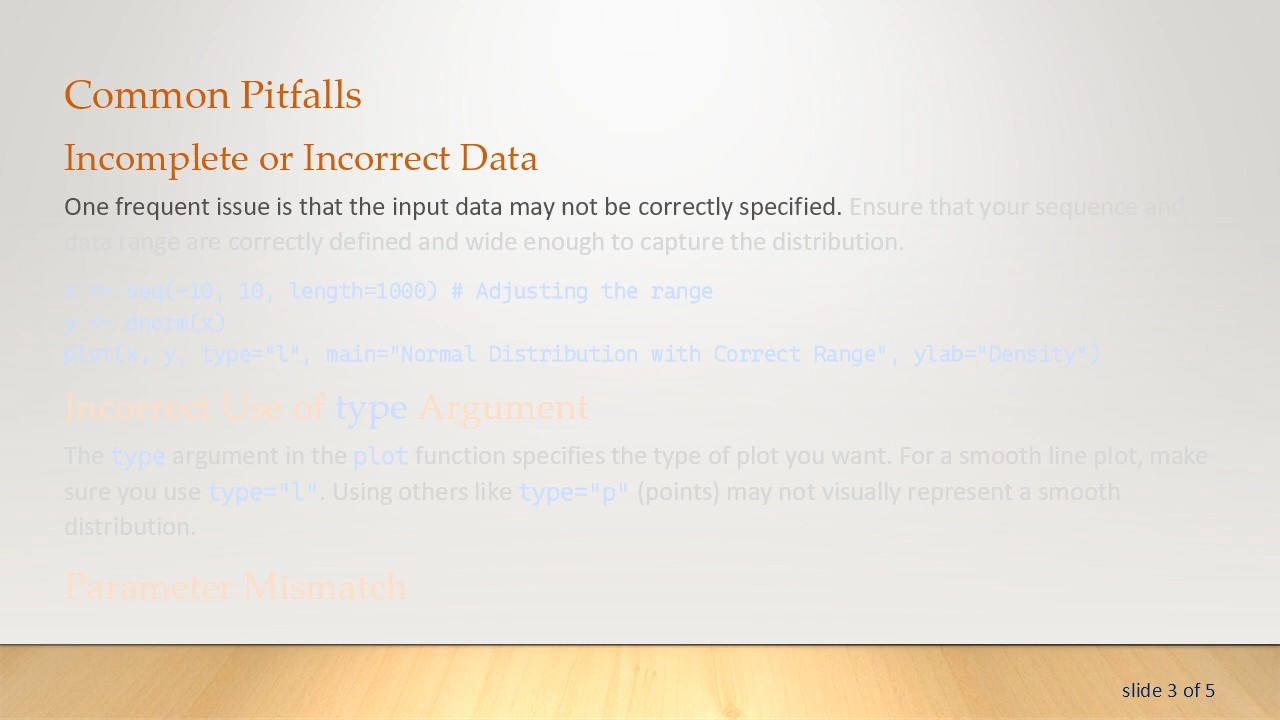 Common Pitfalls
Incomplete or Incorrect Data
One frequent issue is that the input data may not be correctly specified. Ensure that your sequence and
data range are correctly defined and wide enough to capture the distribution.
x <- seq(-10, 10, length=1000) # Adjusting the range
y <- dnorm(x)
plot(x, y, type="l", main="Normal Distribution with Correct Range", ylab="Density")
Incorrect Use of type Argument
The type argument in the plot function specifies the type of plot you want. For a smooth line plot, make
sure you use type="l". Using others like type="p" (points) may not visually represent a smooth
distribution.
Parameter Mismatch
slide 3 of 5